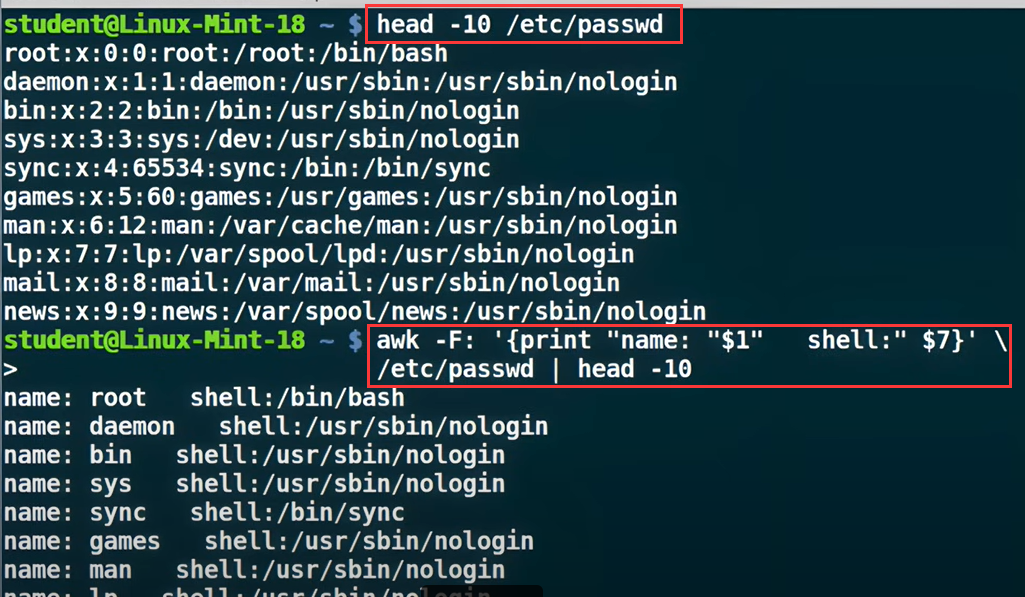 student@Linux-Mint-18 ~ $ head -10 /etc/passwd
root:x:0:0:root:/root:/bin/bash
daemon:x:1:1:daemon:/usr/sbin:/usr/sbin/nologin
bin:x:2:2:bin:/bin:/usr/sbin/nologin
sys:x:3:3:sys:/dev:/usr/sbin/nologin
sync:x:4:65534:sync:/bin:/bin/sync
games:x:5:60:games:/usr/games:/usr/sbin/nologin
man:x:6:12:man:/var/cache/man:/usr/sbin/nologin
lp:x:7:7:lp:/var/spool/lpd:/usr/sbin/nologin
mail:x:8:8:mail:/var/mail:/usr/sbin/nologin
news:x:9:9:news:/var/spool/news:/usr/sbin/nologin
student@Linux-Mint-18 ~ $ awk -F: '{print "name: "$1"   shell:" $7}' \
> /etc/passwd | head -10
name: root   shell:/bin/bash
name: daemon   shell:/usr/sbin/nologin
name: bin   shell:/usr/sbin/nologin
name: sys   shell:/usr/sbin/nologin
name: sync   shell:/bin/sync
name: games   shell:/usr/sbin/nologin
name: man   shell:/usr/sbin/nologin
name: lp   shell:/usr/sbin/nologin